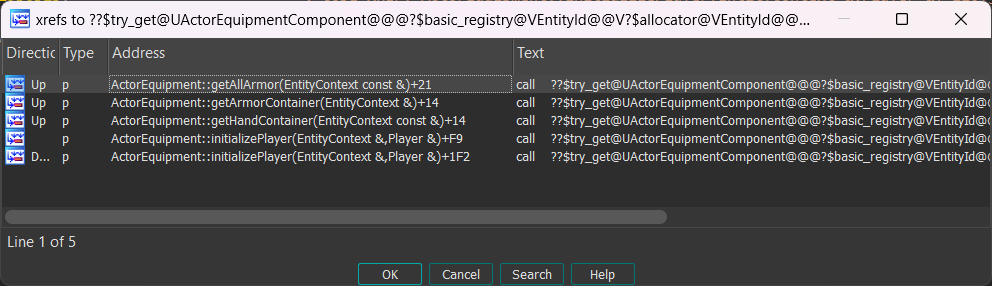 xrefs to ??$try_get@UActorEquipmentComponent@@@?$basic_registry@VEntityId@@V?$allocator@VEntityId@@...
Directic Type Address Text
Up p ActorEquipment::getAllArmor(EntityContext const &)+21 call ??$try_get@UActorEquipmentComponent@@@?$basic_registry@VEntityId@@
Up p ActorEquipment::getArmorContainer(EntityContext &)+14 call ??$try_get@UActorEquipmentComponent@@@?$basic_registry@VEntityId@@
Up p ActorEquipment::getHandContainer(EntityContext const &)+14 call ??$try_get@UActorEquipmentComponent@@@?$basic_registry@VEntityId@@
p ActorEquipment::initializePlayer(EntityContext &,Player &)+F9 call ??$try_get@UActorEquipmentComponent@@@?$basic_registry@VEntityId@@
D... p ActorEquipment::initializePlayer(EntityContext &,Player &)+1F2 call ??$try_get@UActorEquipmentComponent@@@?$basic_registry@VEntityId@@
Line 1 of 5
OK Cancel Search Help